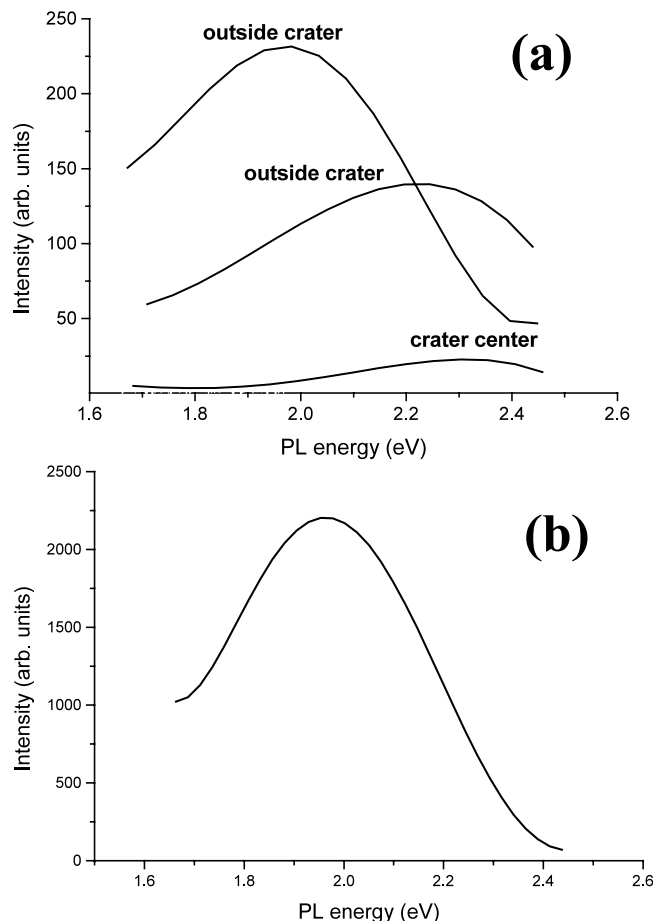 (a)
250
200
150
100
50
Intensity (arb. units)
outside crater
outside crater
crater center
1.6 1.8 2.0 2.2 2.4 2.6
PL energy (eV)
(b)
2500
2000
1500
1000
500
0
Intensity (arb. units)
1.6 1.8 2.0 2.2 2.4 2.6
PL energy (eV)